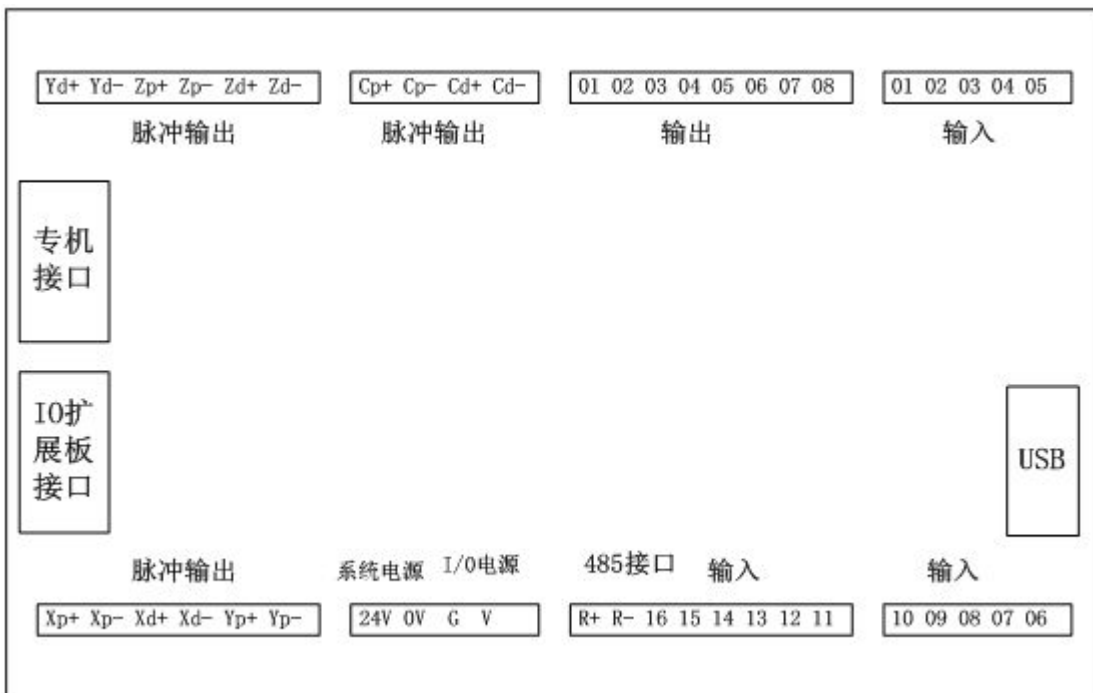 Yd+ Yd- Zp+ Zp- Zd+ Zd-
Cp+ Cp- Cd+ Cd-
01 02 03 04 05 06 07 08
01 02 03 04 05
脉冲输出
脉冲输出
输出
输入
专机
接口
IO扩
展板
接口
USB
脉冲输出
系统电源
I/O电源
485接口
输入
输入
Xp+ Xp- Xd+ Xd- Yp+ Yp-
24V 0V G V
R+ R- 16 15 14 13 12 11
10 09 08 07 06